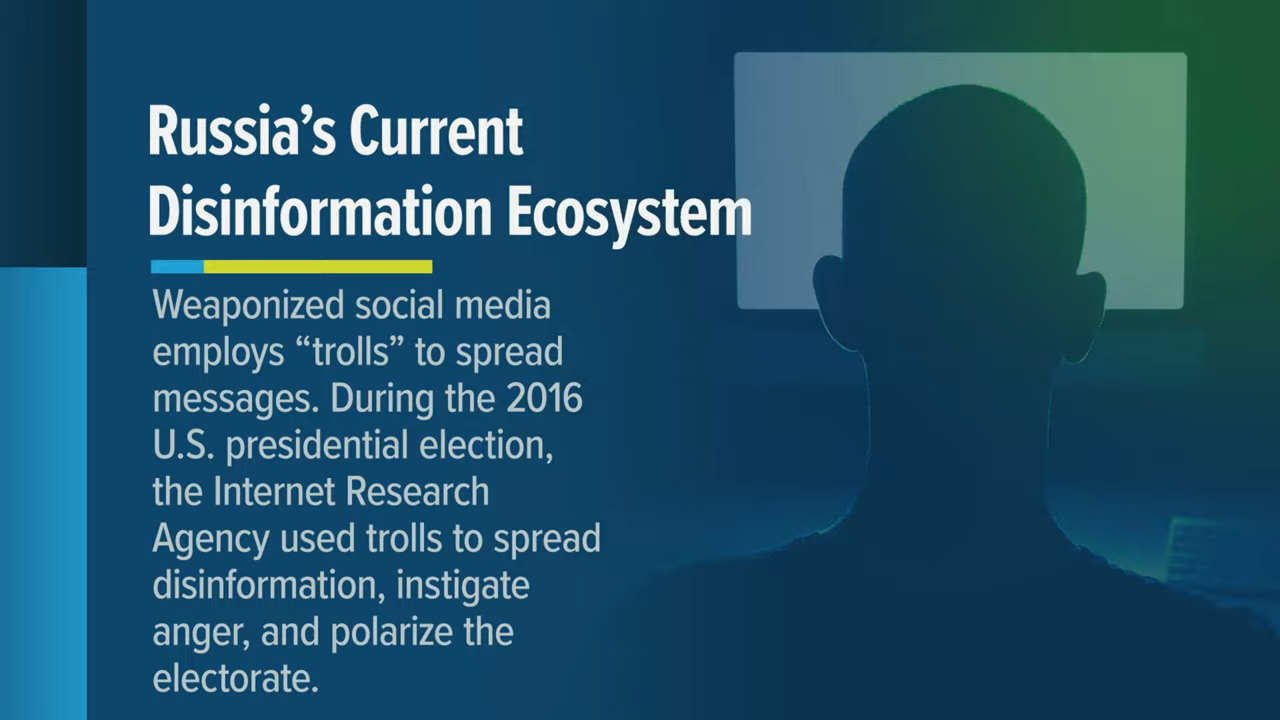 Russia’s Current
Disinformation Ecosystem
Weaponized social media
employs “trolls” to spread
messages. During the 2016
U.S. presidential election,
the Internet Research
Agency used trolls to spread
disinformation, instigate
anger, and polarize the
electorate.